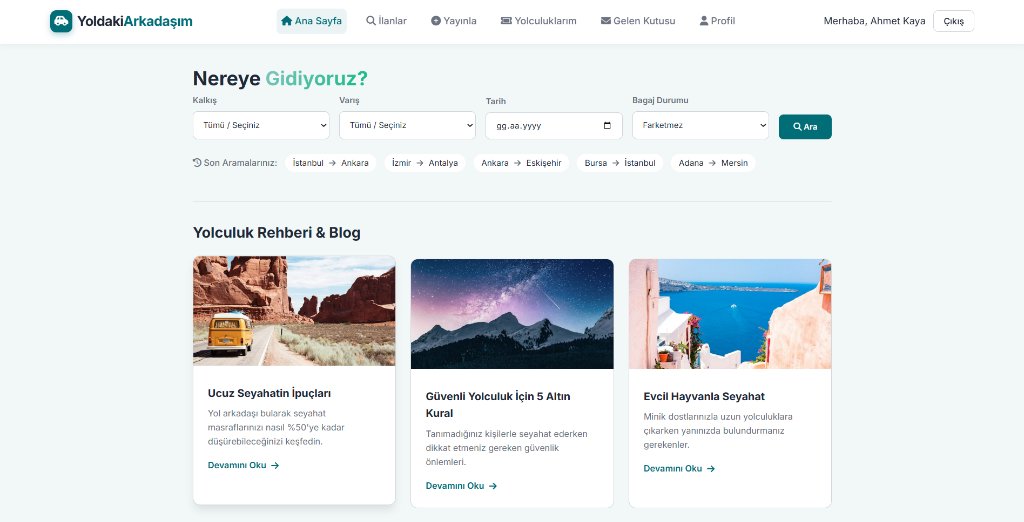 YoldakiArkadaşım
Ana Sayfa
İlanlar
Yayınla
Yolculuklarım
Gelen Kutusu
Profil
Merhaba, Ahmet Kaya
Çıkış
Nereye Gidiyoruz?
Kalkış
Varış
Tarih
Bagaj Durumu
Tümü / Seçiniz
Tümü / Seçiniz
gg.aa.yyyy
Farketmez
Ara
Son Aramalarınız:
İstanbul → Ankara
İzmir → Antalya
Ankara → Eskişehir
Bursa → İstanbul
Adana → Mersin
Yolculuk Rehberi & Blog
Ucuz Seyahatin İpuçları
Yol arkadaşı bularak seyahat
masraflarınızı nasıl %50'ye kadar
düşürebileceğinizi keşfedin.
Devamını Oku →
Güvenli Yolculuk İçin 5 Altın
Kural
Tanımadığınız kişilerle seyahat ederken
dikkat etmeniz gereken güvenlik
önlemleri.
Devamını Oku →
Evcil Hayvanla Seyahat
Minik dostlarınızla uzun yolculuklara
çıkarken yanınızda bulundurmanız
gerekenler.
Devamını Oku →